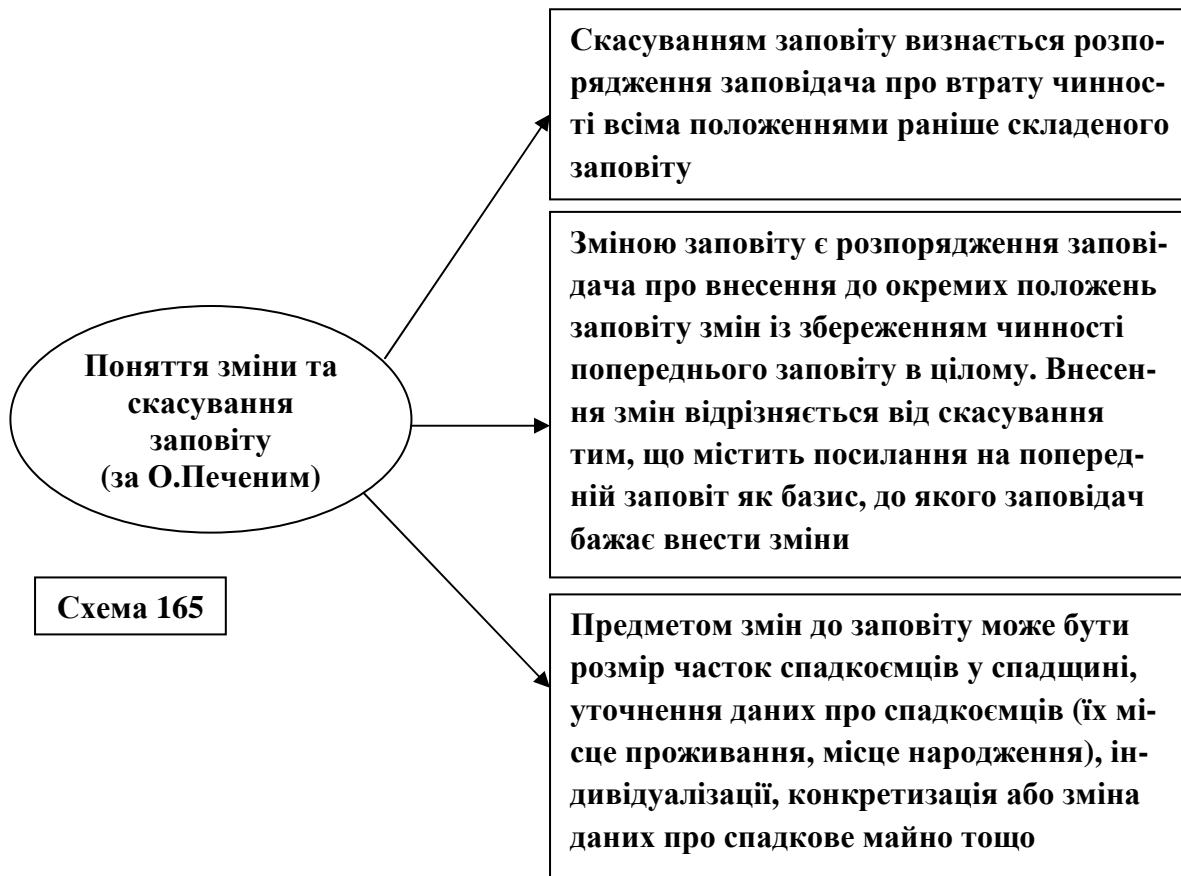 Скасуванням заповіту визнається розпо-
рядження заповідача про втрату чиннос-
ті всіма положеннями раніше складеного
заповіту
Зміною заповіту є розпорядження запові-
дача про внесення до окремих положень
заповіту змін із збереженням чинності
попереднього заповіту в цілому. Внесен-
ня змін відрізняється від скасування
тим, що містить посилання на поперед-
ній заповіт як базис, до якого заповідач
бажає внести зміни
Поняття зміни та
скасування
заповіту
(за О.Печеним)
Схема 165
Предметом змін до заповіту може бути
розмір часток спадкоємців у спадщині,
уточнення даних про спадкоємців (їх мі-
сце проживання, місце народження), ін-
дивідуалізації, конкретизація або зміна
даних про спадкове майно тощо